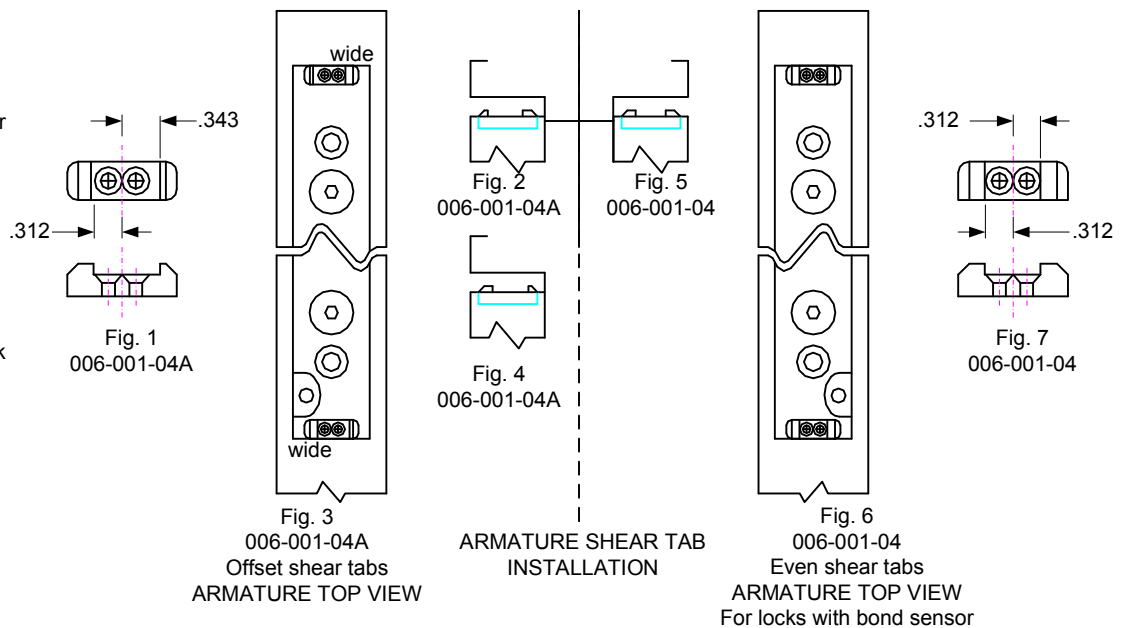 r
.343
.312
Fig. 1
006-001-04A
k
wide
wide
Fig. 3
006-001-04A
Offset shear tabs
ARMATURE TOP VIEW
Fig. 2
006-001-04A
Fig. 5
006-001-04
Fig. 4
006-001-04A
ARMATURE SHEAR TAB
INSTALLATION
Fig. 6
006-001-04
Even shear tabs
ARMATURE TOP VIEW
For locks with bond sensor
.312
.312
Fig. 7
006-001-04